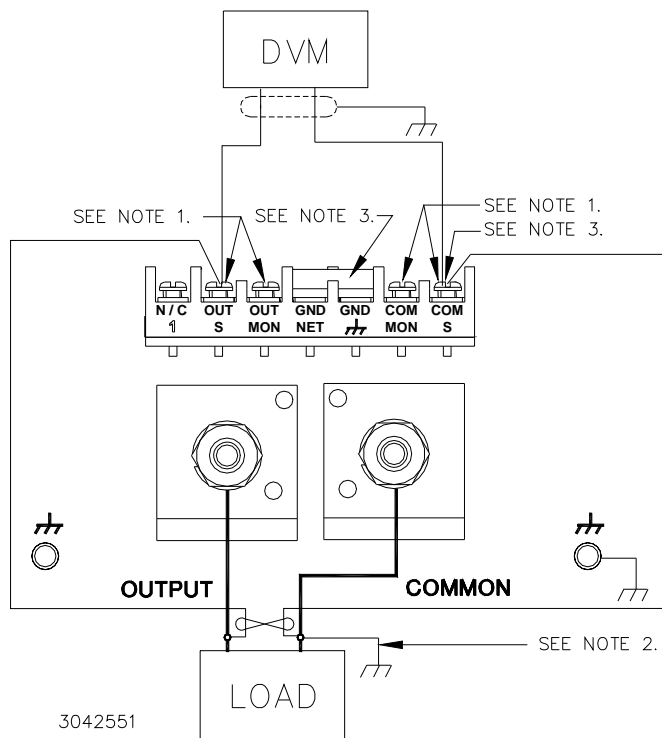 DVM
SEE NOTE 1.
SEE NOTE 3.
SEE NOTE 1.
SEE NOTE 3.
N/C
1
OUT
S
OUT
MON
GND
NET
GND
COM
MON
COM
S
OUTPUT
COMMON
SEE NOTE 2.
LOAD
3042551